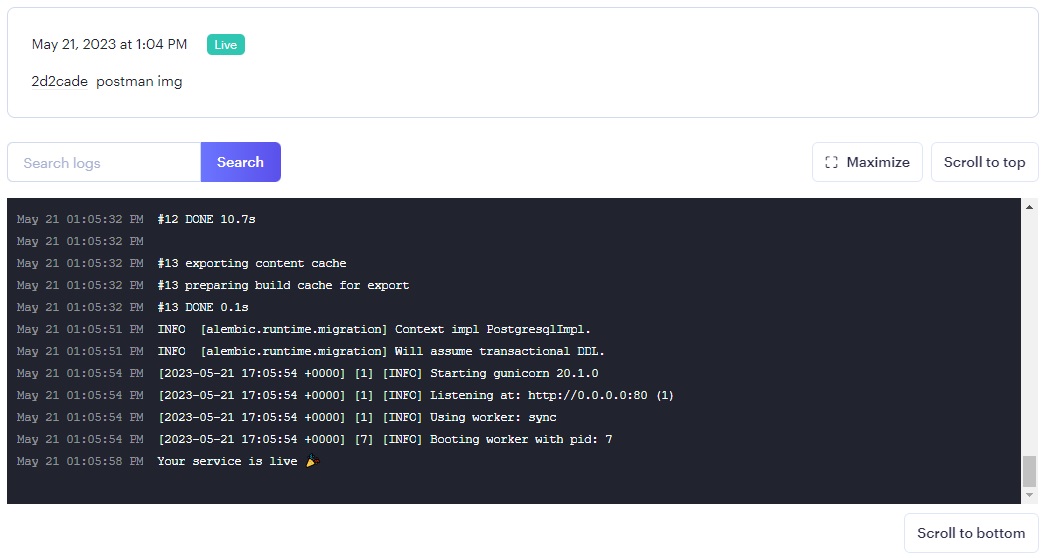 May 21, 2023 at 1:04 PM Live
2d2cade postman img
Search logs Search Maximize Scroll to top
May 21 01:05:32 PM #12 DONE 10.7s
May 21 01:05:32 PM
May 21 01:05:32 PM #13 exporting content cache
May 21 01:05:32 PM #13 preparing build cache for export
May 21 01:05:32 PM #13 DONE 0.1s
May 21 01:05:51 PM INFO [alembic.runtime.migration] Context impl PostgresqlImpl.
May 21 01:05:51 PM INFO [alembic.runtime.migration] Will assume transactional DDL.
May 21 01:05:54 PM [2023-05-21 17:05:54 +0000] [1] [INFO] Starting gunicorn 20.1.0
May 21 01:05:54 PM [2023-05-21 17:05:54 +0000] [1] [INFO] Listening at: http://0.0.0.0:80 (1)
May 21 01:05:54 PM [2023-05-21 17:05:54 +0000] [1] [INFO] Using worker: sync
May 21 01:05:54 PM [2023-05-21 17:05:54 +0000] [7] [INFO] Booting worker with pid: 7
May 21 01:05:58 PM Your service is live 🎉
Scroll to bottom